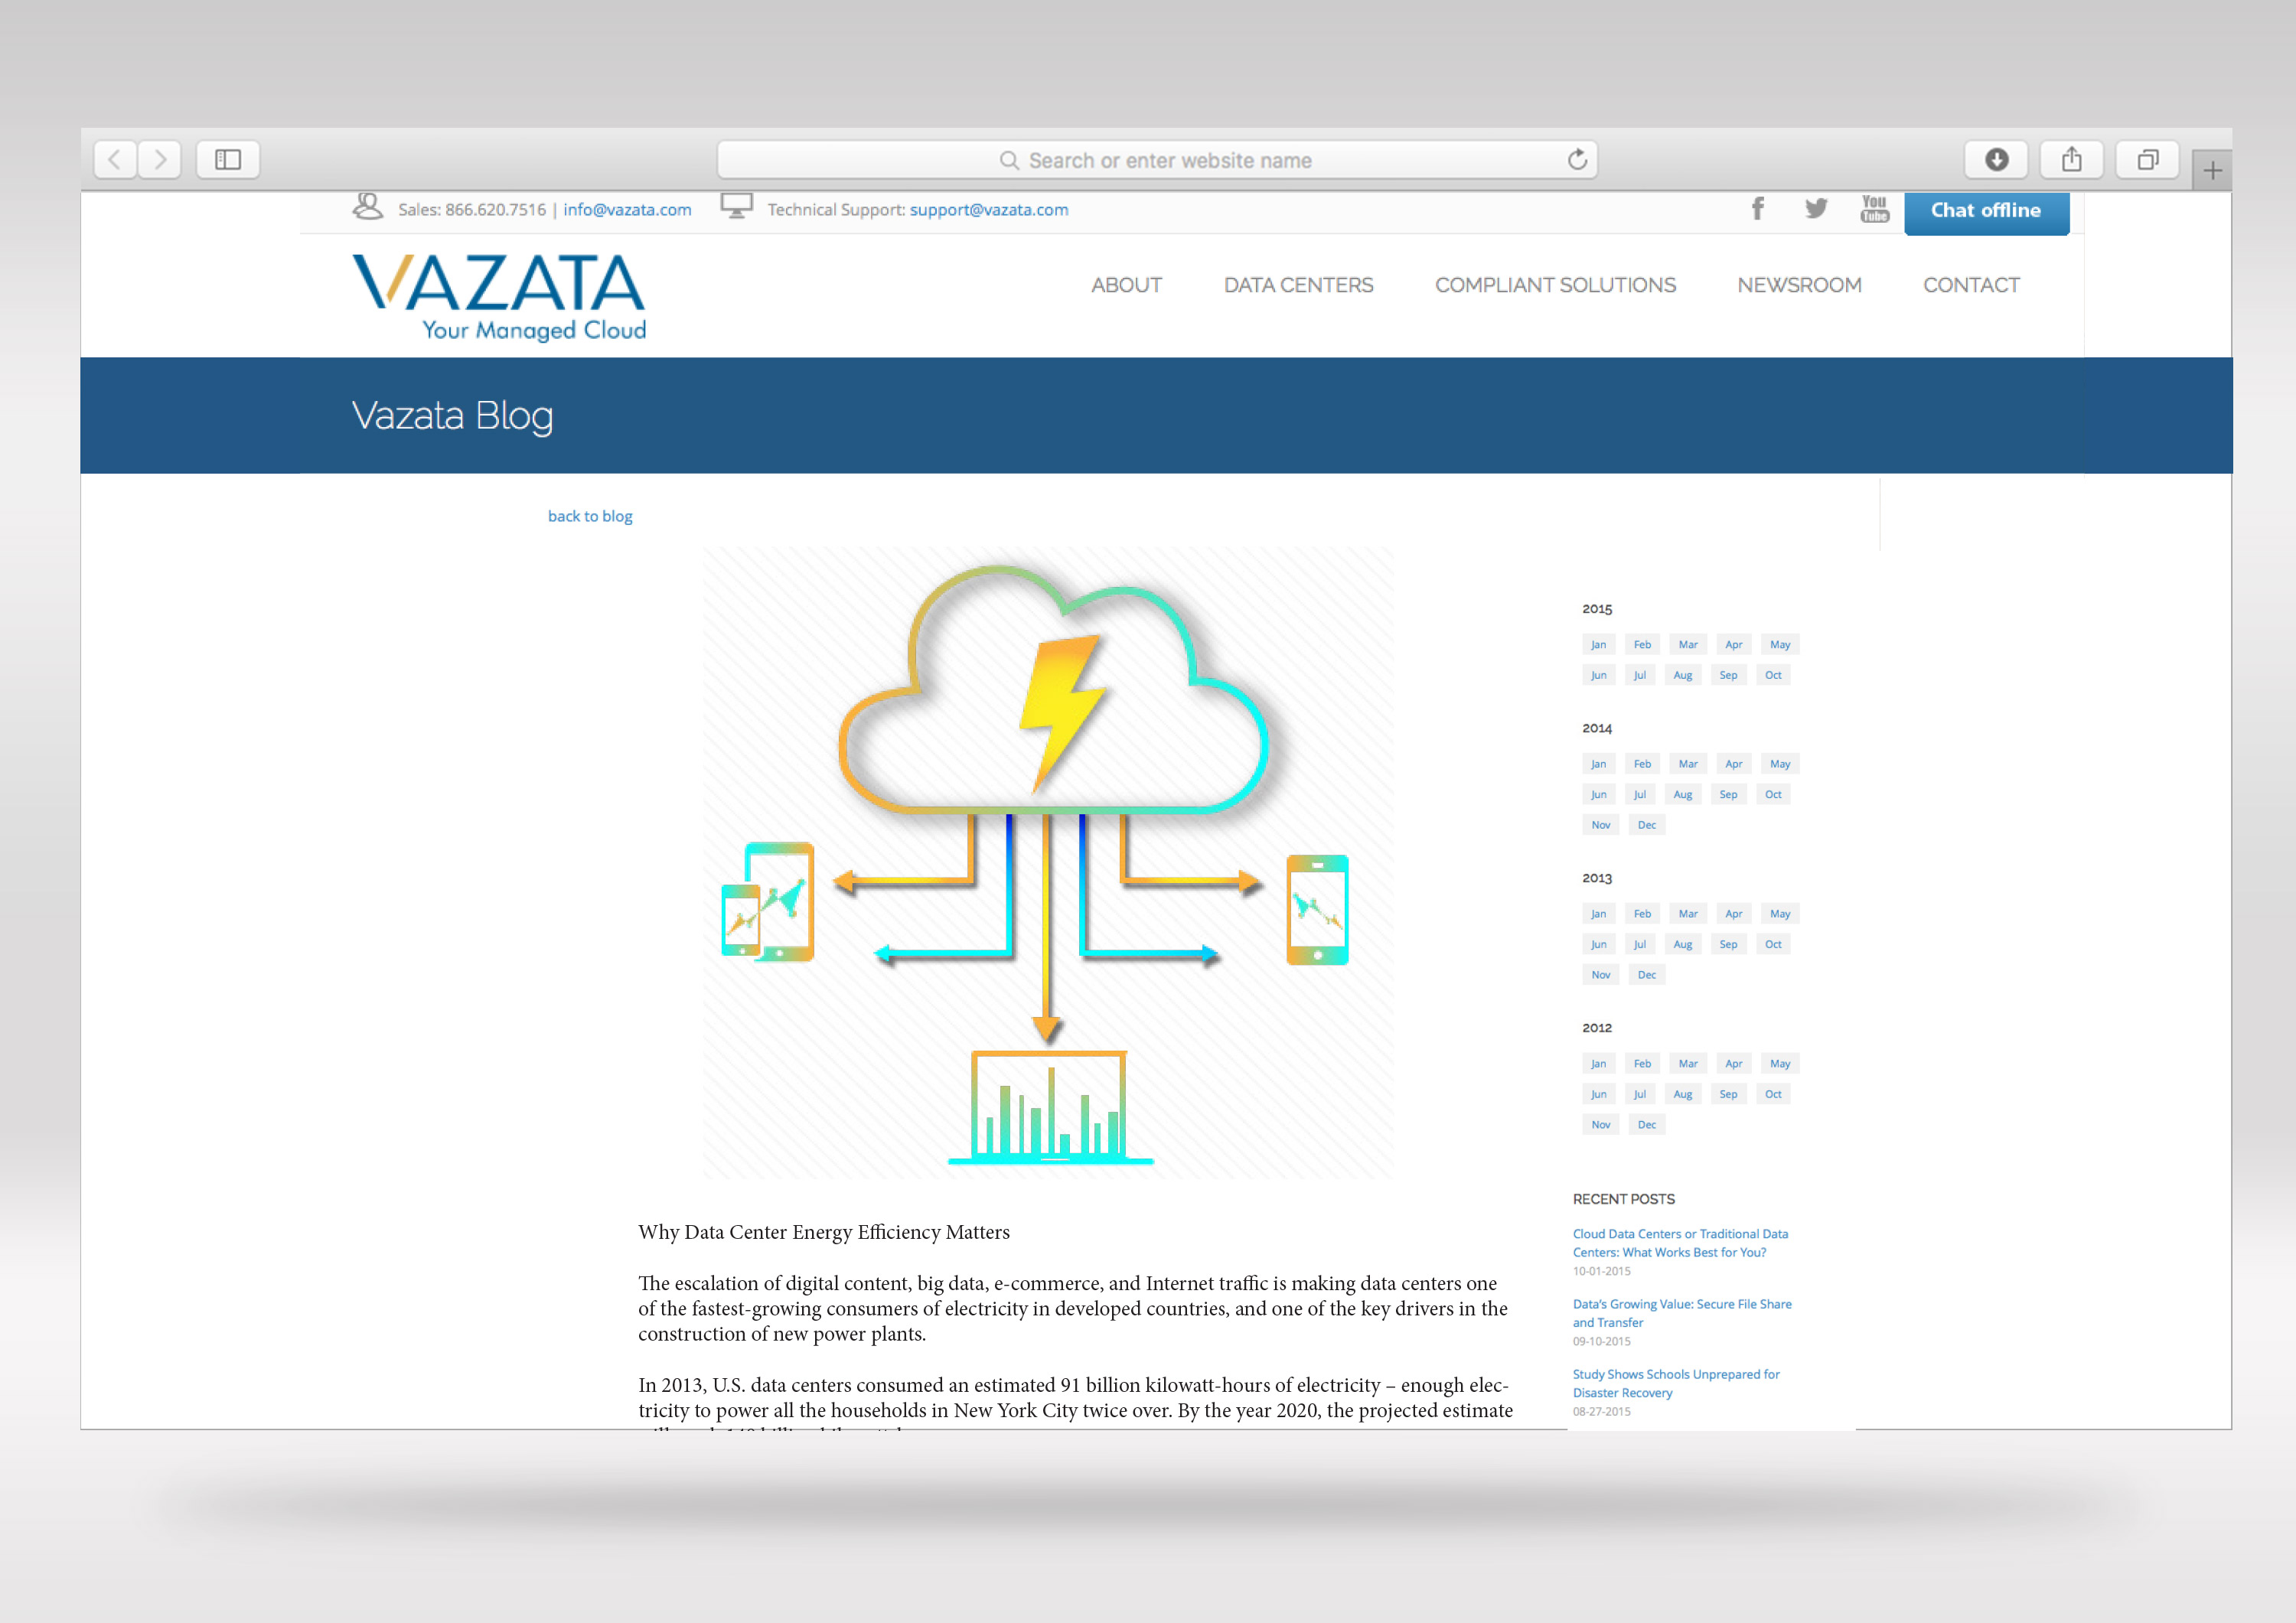 Search or enter website name
Sales: 866.620.7516 | info@vazata.com
Technical Support: support@vazata.com
f
You
Tube
Chat offline
VAZATA
Your Managed Cloud
ABOUT
DATA CENTERS
COMPLIANT SOLUTIONS
NEWSROOM
CONTACT
Vazata Blog
back to blog
Why Data Center Energy Efficiency Matters
The escalation of digital content, big data, e-commerce, and Internet traffic is making data centers one
of the fastest-growing consumers of electricity in developed countries, and one of the key drivers in the
construction of new power plants.
In 2013, U.S. data centers consumed an estimated 91 billion kilowatt-hours of electricity – enough elec-
tricity to power all the households in New York City twice over. By the year 2020, the projected estimate
2015
Jan Feb Mar Apr May
Jun Jul Aug Sep Oct
2014
Jan Feb Mar Apr May
Jun Jul Aug Sep Oct
Nov Dec
2013
Jan Feb Mar Apr May
Jun Jul Aug Sep Oct
Nov Dec
2012
Jan Feb Mar Apr May
Jun Jul Aug Sep Oct
Nov Dec
RECENT POSTS
Cloud Data Centers or Traditional Data
Centers: What Works Best for You?
10-01-2015
Data's Growing Value: Secure File Share
and Transfer
09-10-2015
Study Shows Schools Unprepared for
Disaster Recovery
08-27-2015